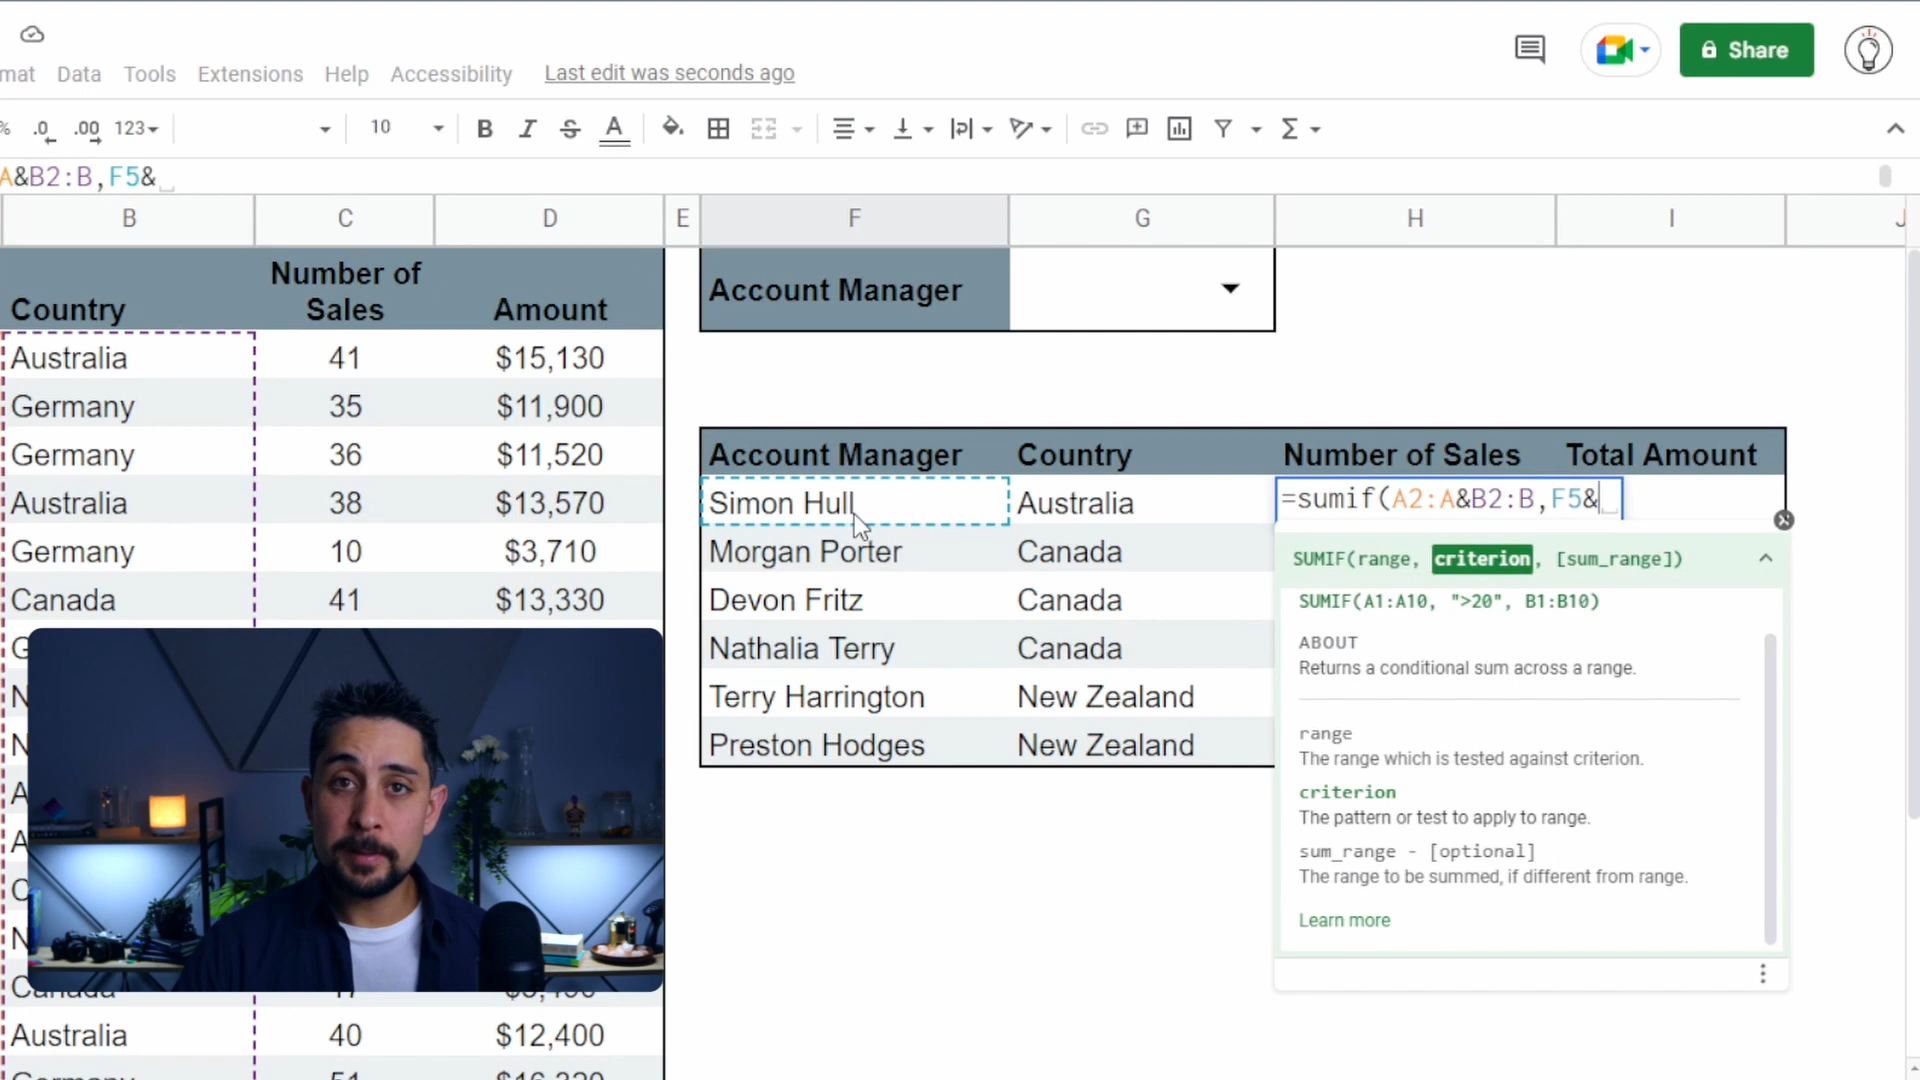 mat Data Tools Extensions Help Accessibility Last edit was seconds ago
Share
% .0 .00 123 10 B I S A Σ
A&B2:B,F5&
B C D E F G H I J
Country Number of Sales Amount
Australia 41 $15,130
Germany 35 $11,900
Germany 36 $11,520
Australia 38 $13,570
Germany 10 $3,710
Canada 41 $13,330
G
N
N
A
A
C
N
Canada
Australia 40 $12,400
Germany 51
Account Manager
Account Manager Country Number of Sales Total Amount
Simon Hull Australia =sumif(A2:A&B2:B,F5&
Morgan Porter Canada
Devon Fritz Canada
Nathalia Terry Canada
Terry Harrington New Zealand
Preston Hodges New Zealand
SUMIF(range, criterion, [sum_range])
SUMIF(A1:A10, ">20", B1:B10)
ABOUT
Returns a conditional sum across a range.
range
The range which is tested against criterion.
criterion
The pattern or test to apply to range.
sum_range - [optional]
The range to be summed, if different from range.
Learn more